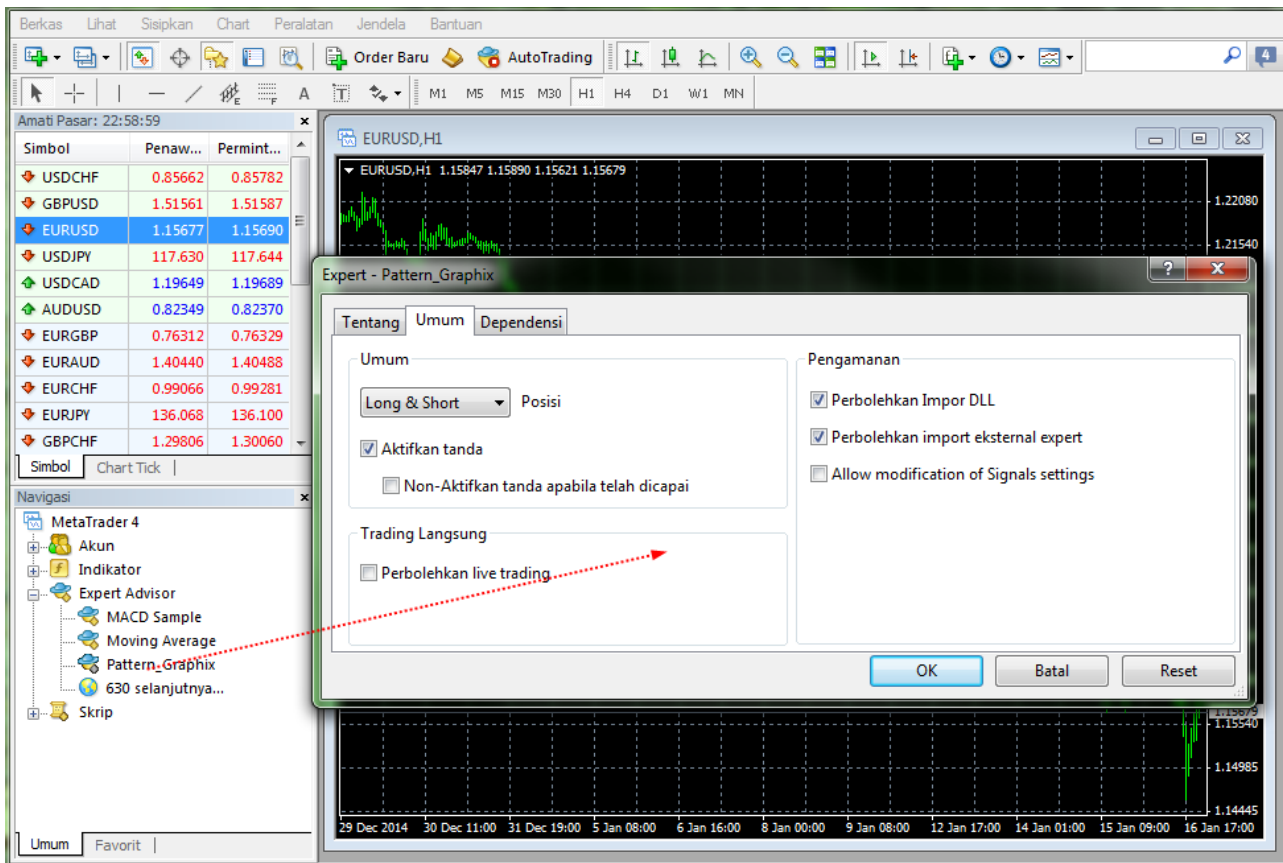 Berkas Lihat Sisipkan Chart Peralatan Jendela Bantuan
Order Baru AutoTrading 4
E F A T M1 M5 M15 M30 H1 H4 D1 W1 MN
Amati Pasar: 22:58:59
Simbol Penaw... Permint...
USDCHF 0.85662 0.85782
GBPUSD 1.51561 1.51587
EURUSD 1.15677 1.15690
USDJPY 117.630 117.644
USDCAD 1.19649 1.19689
AUDUSD 0.82349 0.82370
EURGBP 0.76312 0.76329
EURAUD 1.40440 1.40488
EURCHF 0.99066 0.99281
EURJPY 136.068 136.100
GBPCHF 1.29806 1.30060
Simbol Chart Tick
Navigasi
MetaTrader 4
Akun
Indikator
Expert Advisor
MACD Sample
Moving Average
Pattern_Graphix
630 selanjutnya...
Skrip
Umum Favorit
EURUSD,H1
EURUSD,H1 1.15847 1.15890 1.15621 1.15679
1.22080
1.21540
Expert - Pattern_Graphix
Tentang Umum Dependensi
Umum
Long & Short Posisi
Aktifkan tanda
Non-Aktifkan tanda apabila telah dicapai
Trading Langsung
Perbolehkan live trading
Pengamanan
Perbolehkan Impor DLL
Perbolehkan import eksternal expert
Allow modification of Signals settings
OK Batal Reset
1.15679
1.15540
1.14985
1.14445
29 Dec 2014 30 Dec 11:00 31 Dec 19:00 5 Jan 08:00 6 Jan 16:00 8 Jan 00:00 9 Jan 08:00 12 Jan 17:00 14 Jan 01:00 15 Jan 09:00 16 Jan 17:00